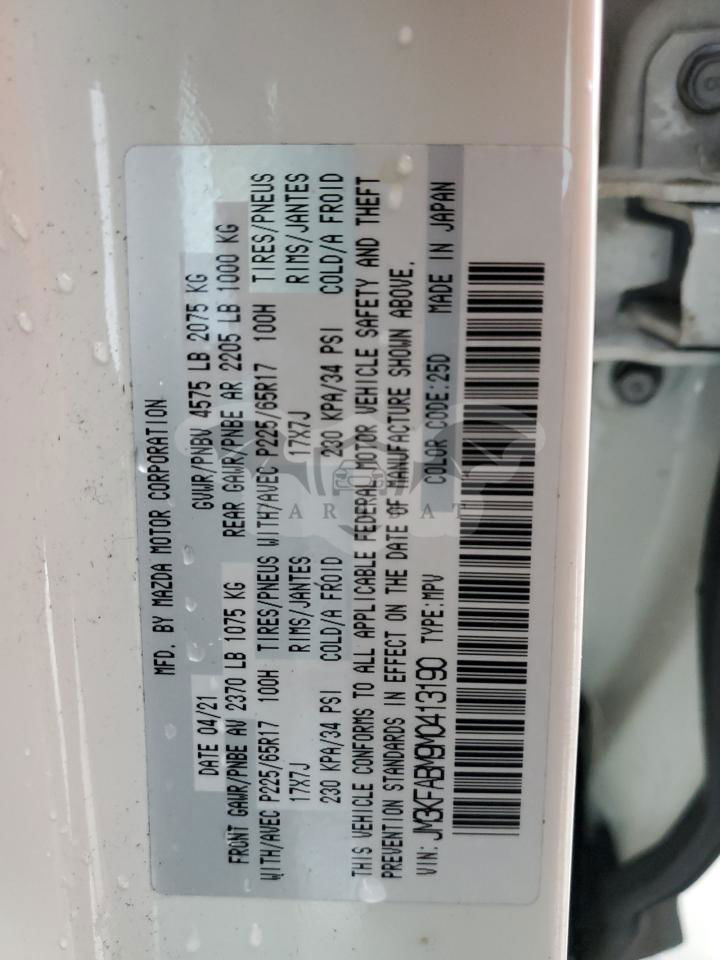 MFD. BY MAZDA MOTOR CORPORATION
DATE 04/21 GVWR/PNBV 4575 LB 2075 KG
FRONT GAWR/PNBE AV 2370 LB 1075 KG REAR GAWR/PNBE AR 2205 LB 1000 KG
WITH/AVEC P225/65R17 100H TIRES/PNEUS WITH/AVEC P225/65R17 100H TIRES/PNEUS
17X7J RIMS/JANTES 17X7J RIMS/JANTES
230 KPA/34 PSI COLD/A FROID 230 KPA/34 PSI COLD/A FROID
THIS VEHICLE CONFORMS TO ALL APPLICABLE FEDERAL MOTOR VEHICLE SAFETY AND THEFT
PREVENTION STANDARDS IN EFFECT ON THE DATE OF MANUFACTURE SHOWN ABOVE.
VIN: JM3KFABM9M0413190 TYPE:MPV COLOR CODE:25D MADE IN JAPAN